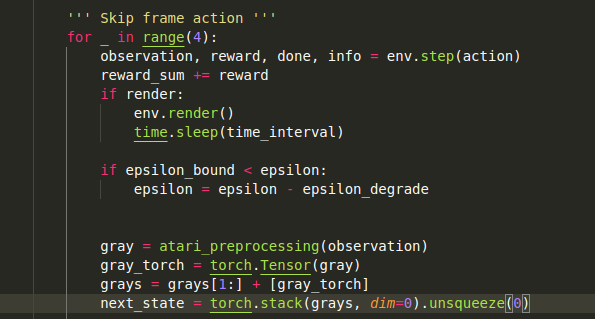 ''' Skip frame action '''
for _ in range(4):
observation, reward, done, info = env.step(action)
reward_sum += reward
if render:
env.render()
time.sleep(time_interval)
if epsilon_bound < epsilon:
epsilon = epsilon - epsilon_degrade
gray = atari_preprocessing(observation)
gray_torch = torch.Tensor(gray)
grays = grays[1:] + [gray_torch]
next_state = torch.stack(grays, dim=0).unsqueeze(0)